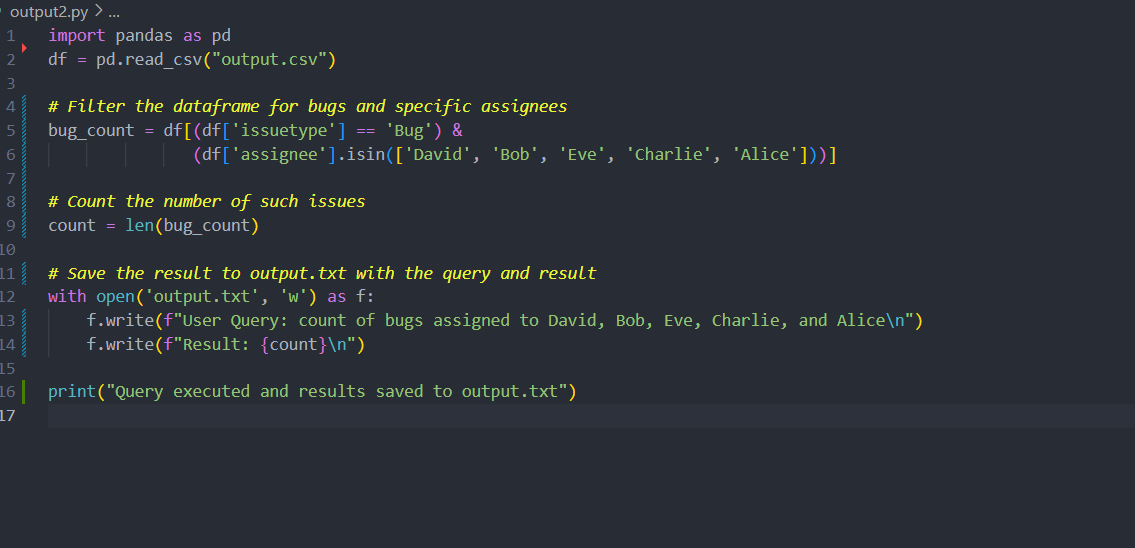 output2.py > ...
1 import pandas as pd
2 df = pd.read_csv("output.csv")
3
4 # Filter the dataframe for bugs and specific assignees
5 bug_count = df[(df['issuetype'] == 'Bug') &
6                (df['assignee'].isin(['David', 'Bob', 'Eve', 'Charlie', 'Alice']))]
7
8 # Count the number of such issues
9 count = len(bug_count)
10
11 # Save the result to output.txt with the query and result
12 with open('output.txt', 'w') as f:
13     f.write(f"User Query: count of bugs assigned to David, Bob, Eve, Charlie, and Alice\n")
14     f.write(f"Result: {count}\n")
15
16 print("Query executed and results saved to output.txt")
17